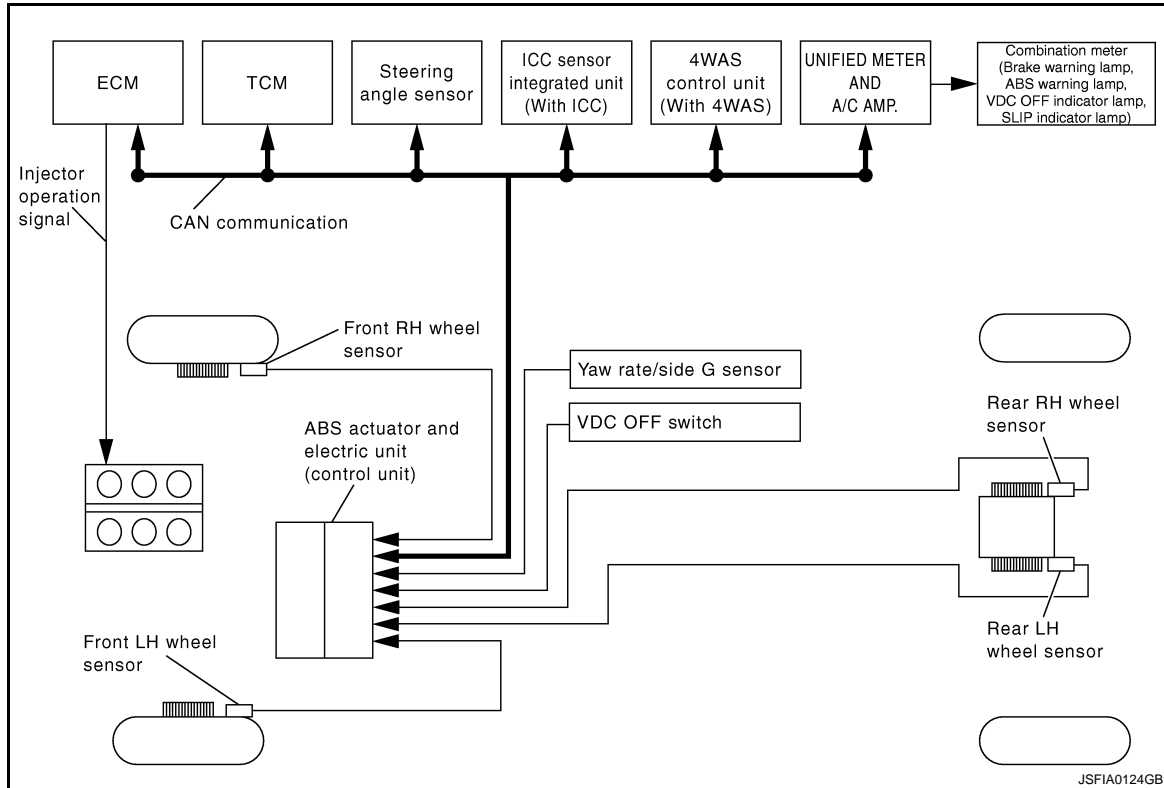 ECM
TCM
Steering
angle sensor
ICC sensor
integrated unit
(With ICC)
4WAS
control unit
(With 4WAS)
UNIFIED METER
AND
A/C AMP.
Combination meter
(Brake warning lamp,
ABS warning lamp,
VDC OFF indicator lamp,
SLIP indicator lamp)
Injector
operation
signal
CAN communication
Front RH wheel
sensor
Yaw rate/side G sensor
VDC OFF switch
Rear RH wheel
sensor
ABS actuator and
electric unit
(control unit)
Front LH wheel
sensor
Rear LH
wheel sensor
JSFIA0124GB